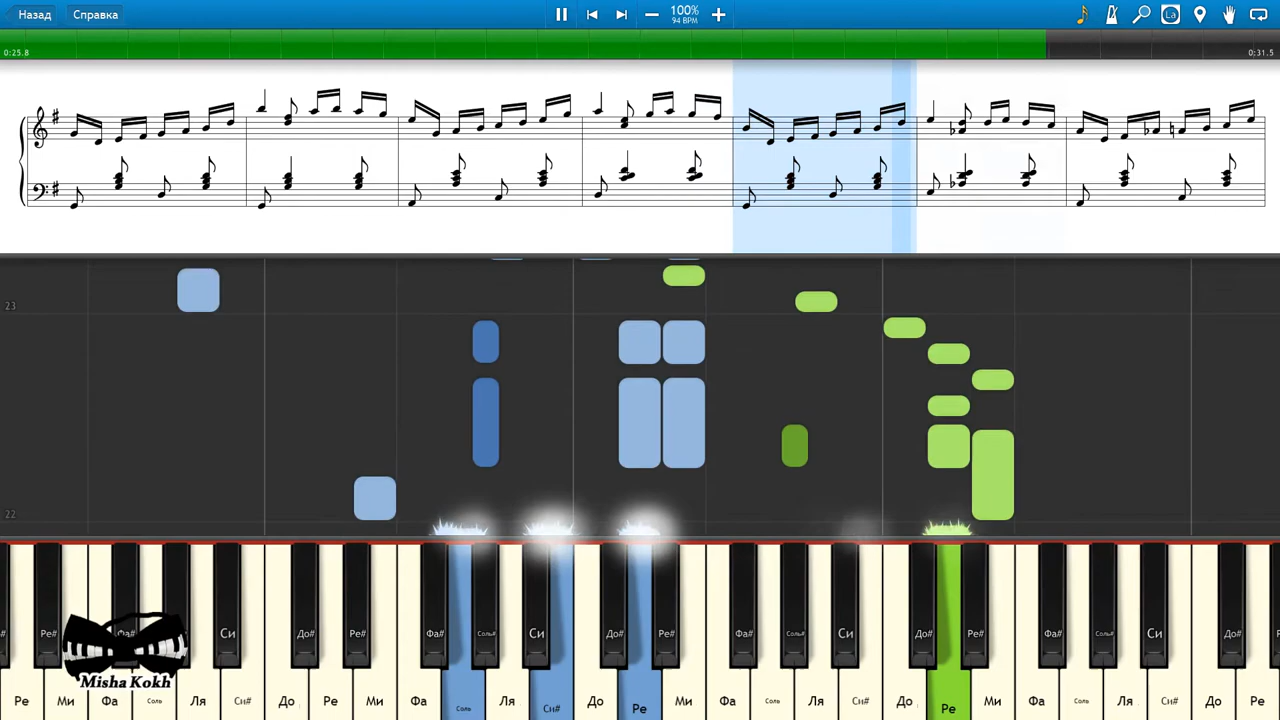 Назад Справка 100% 94 BPM La
0:25.8 0:31.5
23
22
# Ре# Фа# Си До# Ре# Фа# Соль# Си До# Ре# Фа# Соль# Си До# Ре# Фа# Соль# Си До#
Misha Kokh
Ре Ми Фа Соль Ля Си# До Ре Ми Фа Соль Ля Си# До Ре Ми Фа Соль Ля Си# До Ре Ми Фа Соль Ля Си# До Ре